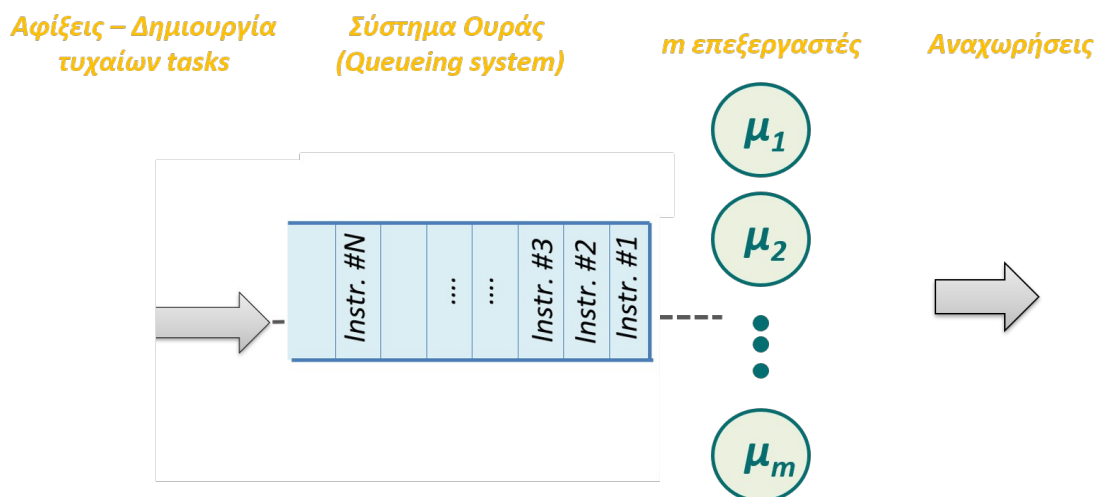 Αφίξεις – Δημιουργία
τυχαίων tasks
Σύστημα Ουράς
(Queueing system)
m επεξεργαστές
Αναχωρήσεις
Instr. #N
....
....
Instr. #3
Instr. #2
Instr. #1
μ1
μ2
μm